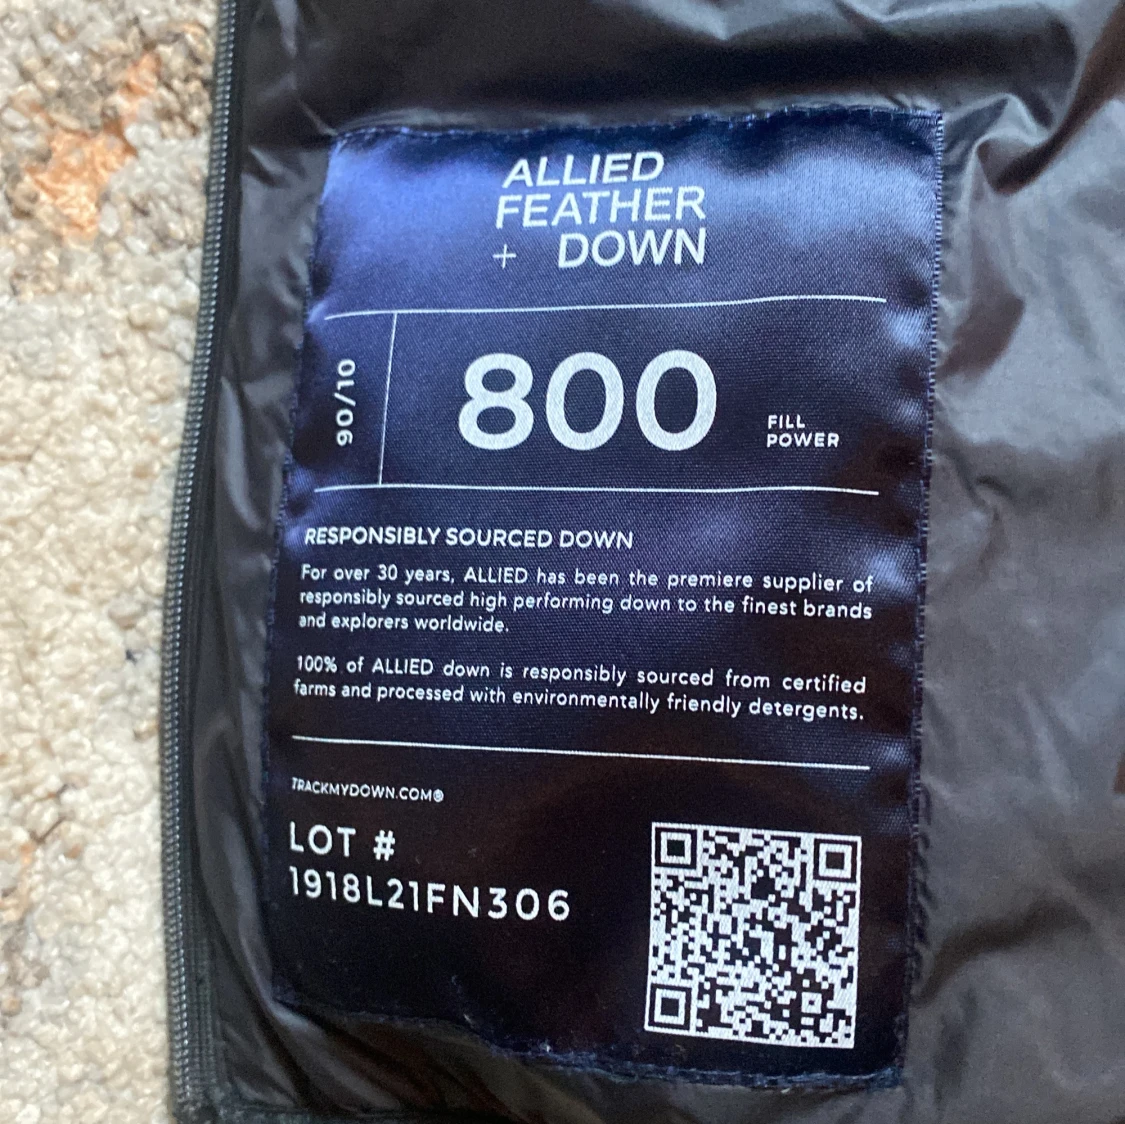 ALLIED
FEATHER
+ DOWN
01/06
800
FILL
POWER
RESPONSIBLY SOURCED DOWN
For over 30 years, ALLIED has been the premiere supplier of
responsibly sourced high performing down to the finest brands
and explorers worldwide.
100% of ALLIED down is responsibly sourced from certified
farms and processed with environmentally friendly detergents.
TRACKMYDOWN.COM®
LOT #
1918L21FN306